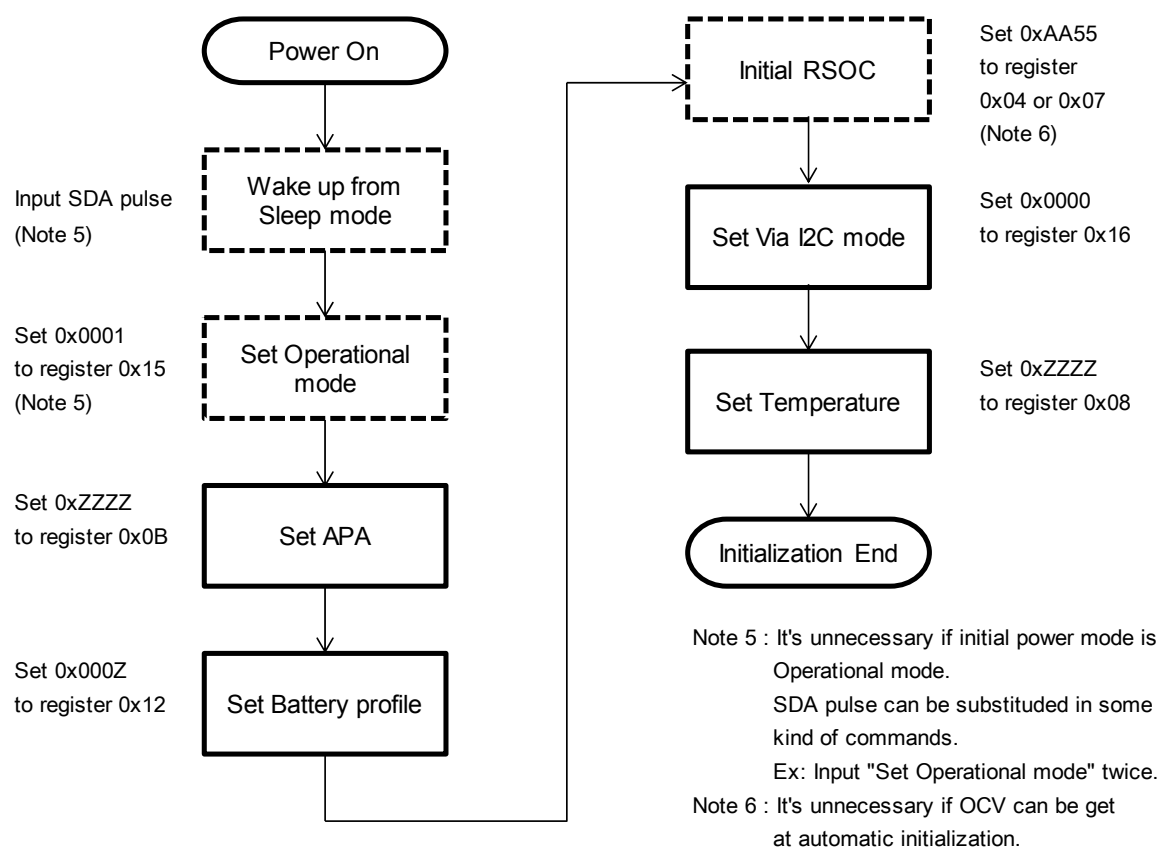 Power On
Input SDA pulse
(Note 5)
Wake up from
Sleep mode
Set 0x0001
to register 0x15
(Note 5)
Set Operational
mode
Set 0xZZZZ
to register 0x0B
Set APA
Set 0x000Z
to register 0x12
Set Battery profile
Initial RSOC
Set 0xAA55
to register
0x04 or 0x07
(Note 6)
Set Via I2C mode
Set 0x0000
to register 0x16
Set Temperature
Set 0xZZZZ
to register 0x08
Initialization End
Note 5 : It's unnecessary if initial power mode is
Operational mode.
SDA pulse can be substituded in some
kind of commands.
Ex: Input "Set Operational mode" twice.
Note 6 : It's unnecessary if OCV can be get
at automatic initialization.